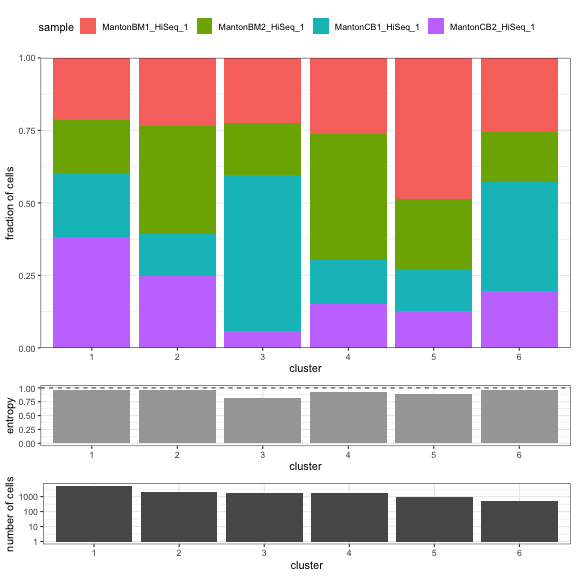 sample MantonBM1_HiSeq_1 MantonBM2_HiSeq_1 MantonCB1_HiSeq_1 MantonCB2_HiSeq_1
fraction of cells
1.00
0.75
0.50
0.25
0.00
1 2 3 4 5 6
cluster
entropy
1.00
0.75
0.50
0.25
0.00
1 2 3 4 5 6
cluster
number of cells
1000
100
10
1
1 2 3 4 5 6
cluster